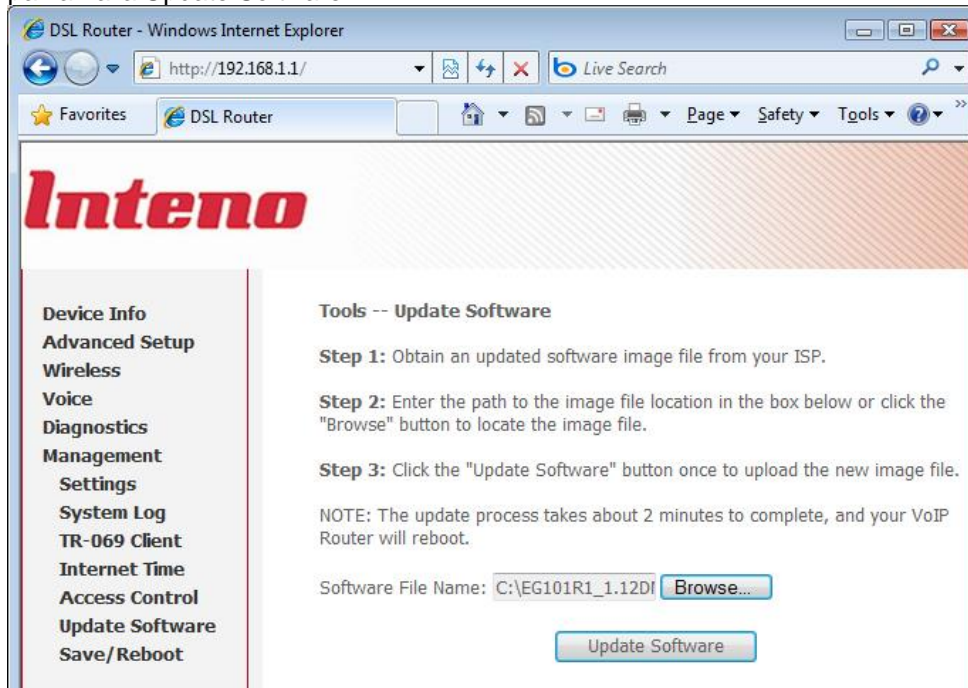 DSL Router - Windows Internet Explorer
http://192.168.1.1/
Live Search
Favorites
DSL Router
Page
Safety
Tools
Inteno
Device Info
Advanced Setup
Wireless
Voice
Diagnostics
Management
Settings
System Log
TR-069 Client
Internet Time
Access Control
Update Software
Save/Reboot
Tools -- Update Software
Step 1: Obtain an updated software image file from your ISP.
Step 2: Enter the path to the image file location in the box below or click the
"Browse" button to locate the image file.
Step 3: Click the "Update Software" button once to upload the new image file.
NOTE: The update process takes about 2 minutes to complete, and your VoIP
Router will reboot.
Software File Name: C:\EG101R1_1.12D Browse...
Update Software